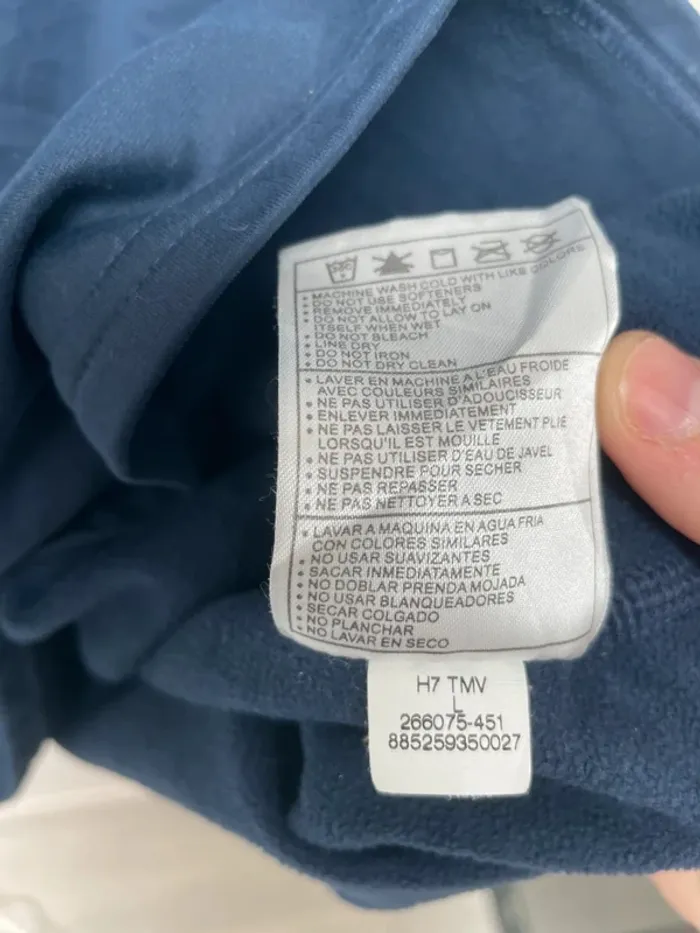 • MACHINE WASH COLD WITH LIKE COLORS
• DO NOT USE SOFTENERS
• REMOVE IMMEDIATELY
• DO NOT ALLOW TO LAY ON
ITSELF WHEN WET
• DO NOT BLEACH
• LINE DRY
• DO NOT IRON
• DO NOT DRY CLEAN
• LAVER EN MACHINE A L'EAU FROIDE
AVEC COULEURS SIMILAIRES
• NE PAS UTILISER D'ADOUCISSEUR
• ENLEVER IMMEDIATEMENT
• NE PAS LAISSER LE VETEMENT PLIE
LORSQU'IL EST MOUILLE
• NE PAS UTILISER D'EAU DE JAVEL
• SUSPENDRE POUR SECHER
• NE PAS REPASSER
• NE PAS NETTOYER A SEC
• LAVAR A MAQUINA EN AGUA FRIA
CON COLORES SIMILARES
• NO USAR SUAVIZANTES
• SACAR INMEDIATAMENTE
• NO DOBLAR PRENDA MOJADA
• NO USAR BLANQUEADORES
• SECAR COLGADO
• NO PLANCHAR
• NO LAVAR EN SECO
H7 TMV
L
266075-451
885259350027